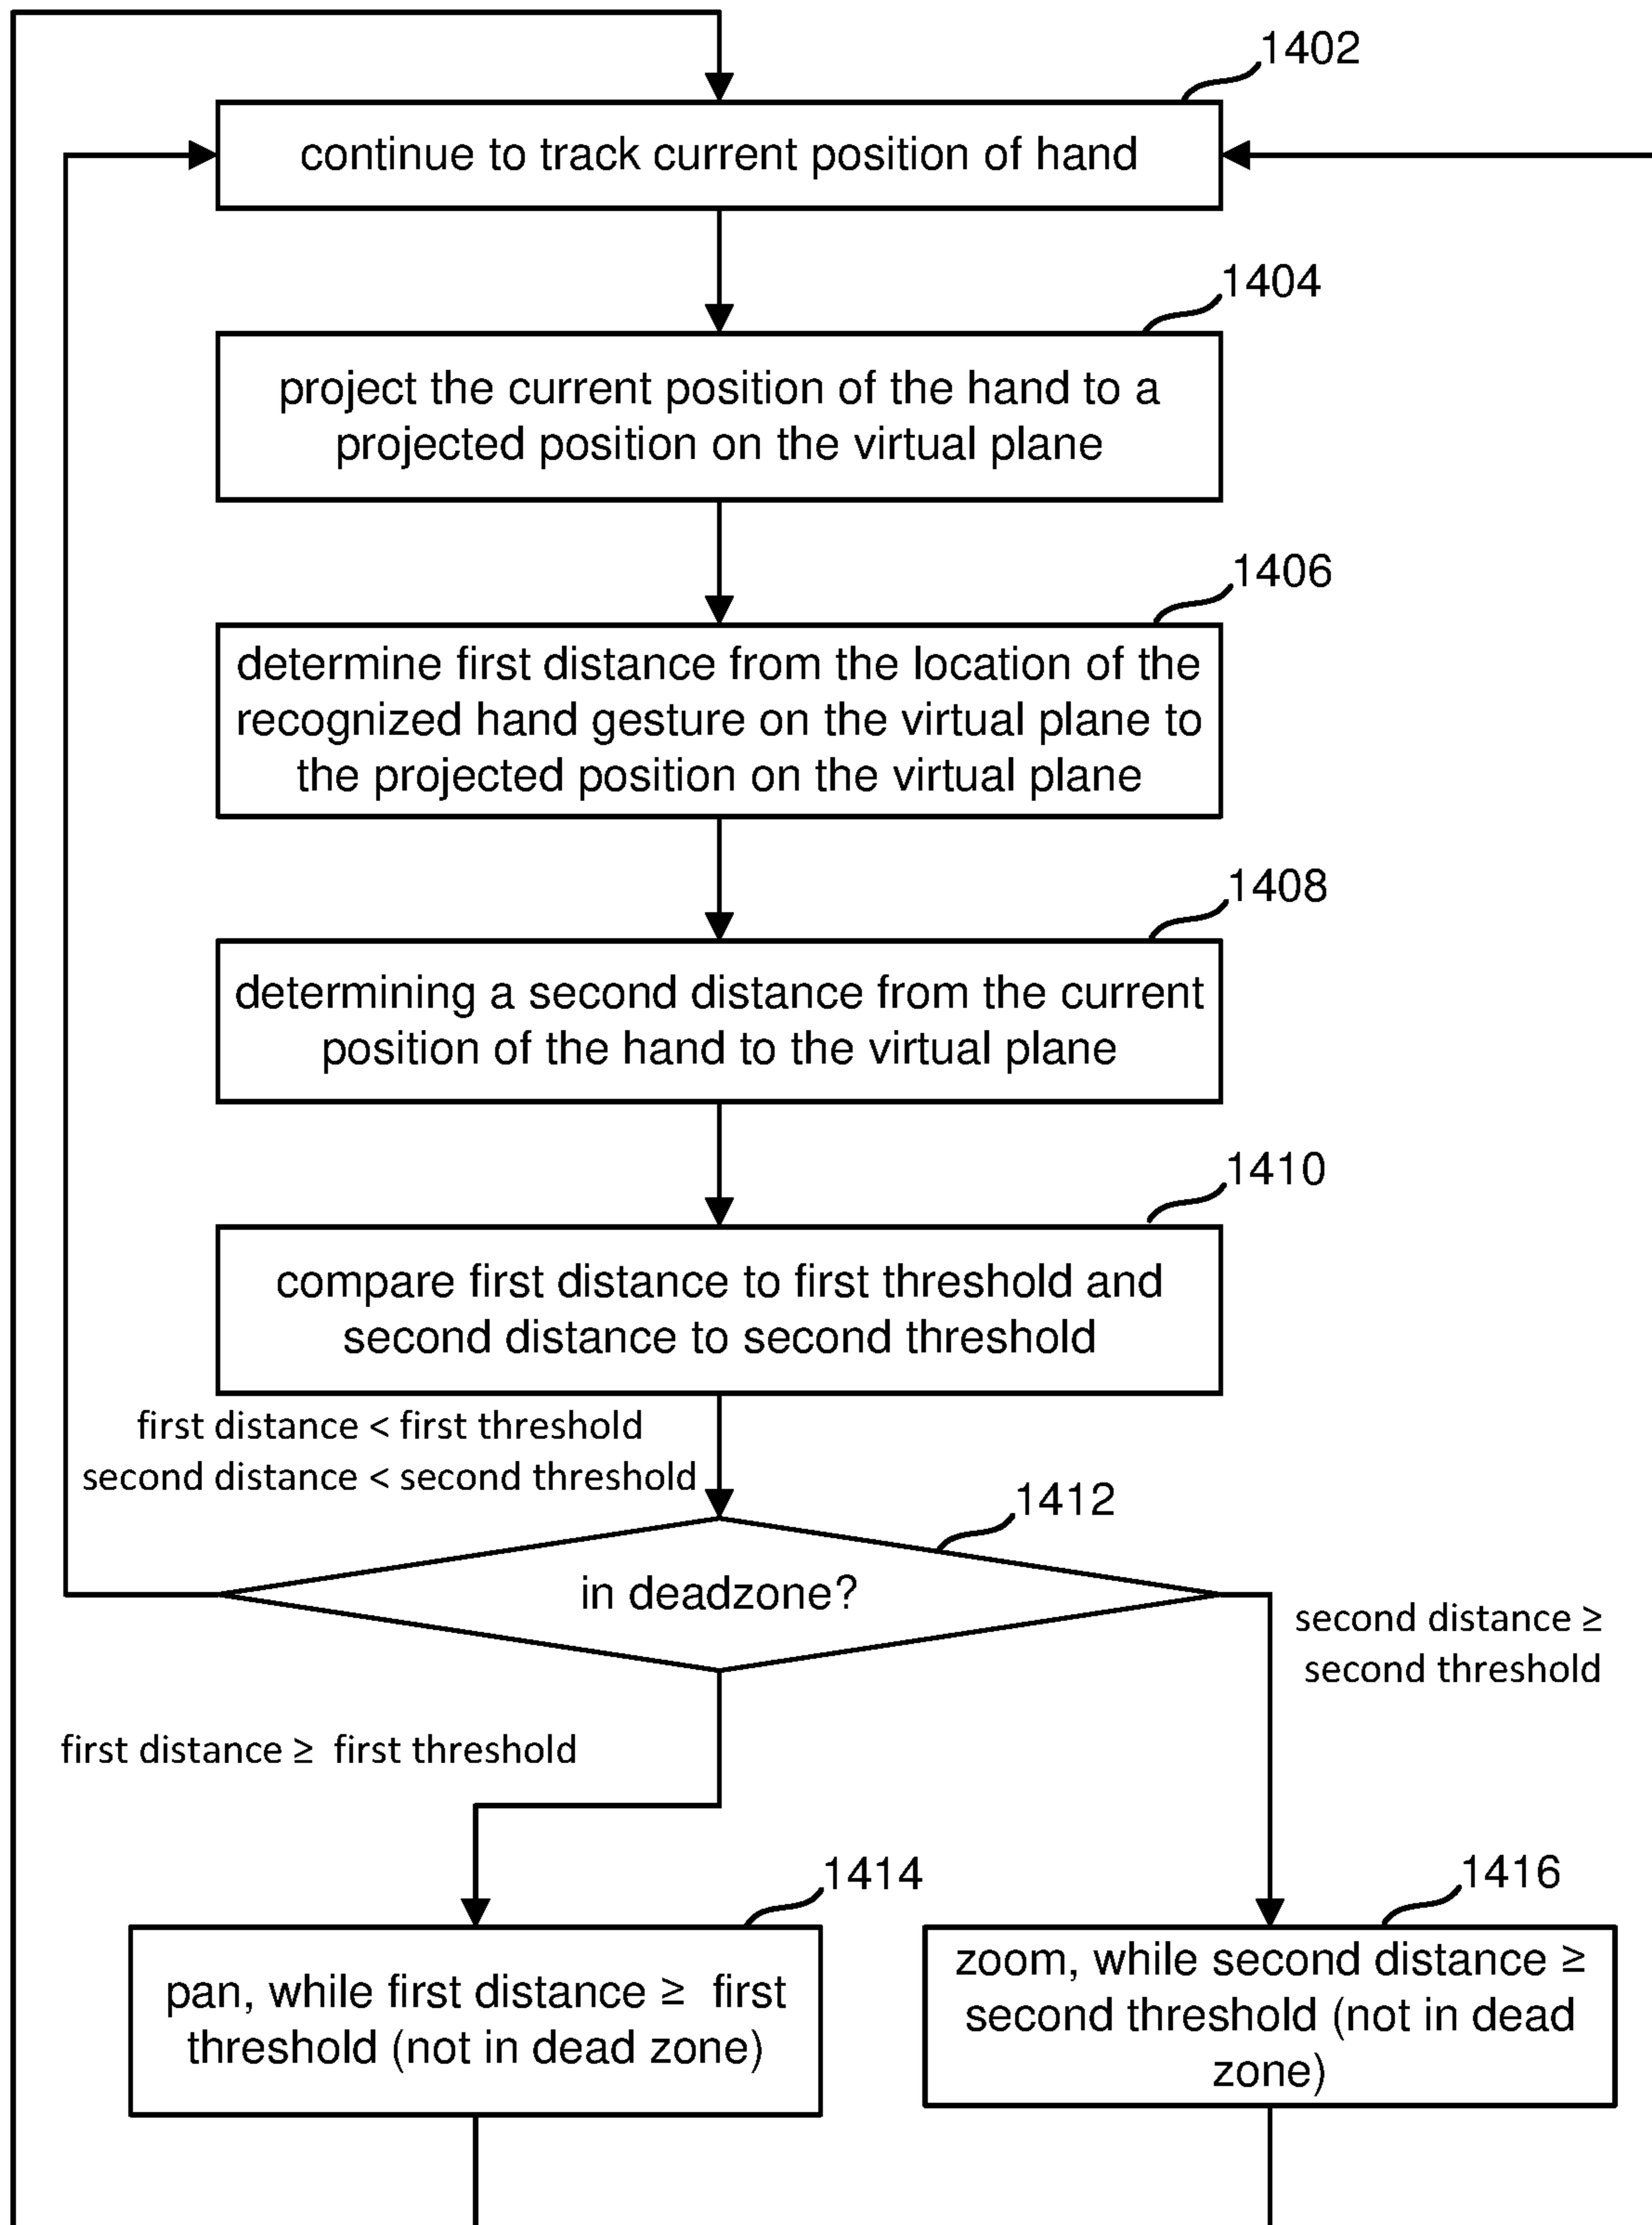 1402
continue to track current position of hand
1404
project the current position of the hand to a
projected position on the virtual plane
1406
determine first distance from the location of the
recognized hand gesture on the virtual plane to
the projected position on the virtual plane
1408
determining a second distance from the current
position of the hand to the virtual plane
1410
compare first distance to first threshold and
second distance to second threshold
first distance < first threshold
second distance < second threshold
1412
in deadzone?
second distance ≥
second threshold
first distance ≥ first threshold
1414
pan, while first distance ≥ first
threshold (not in dead zone)
1416
zoom, while second distance ≥
second threshold (not in dead
zone)